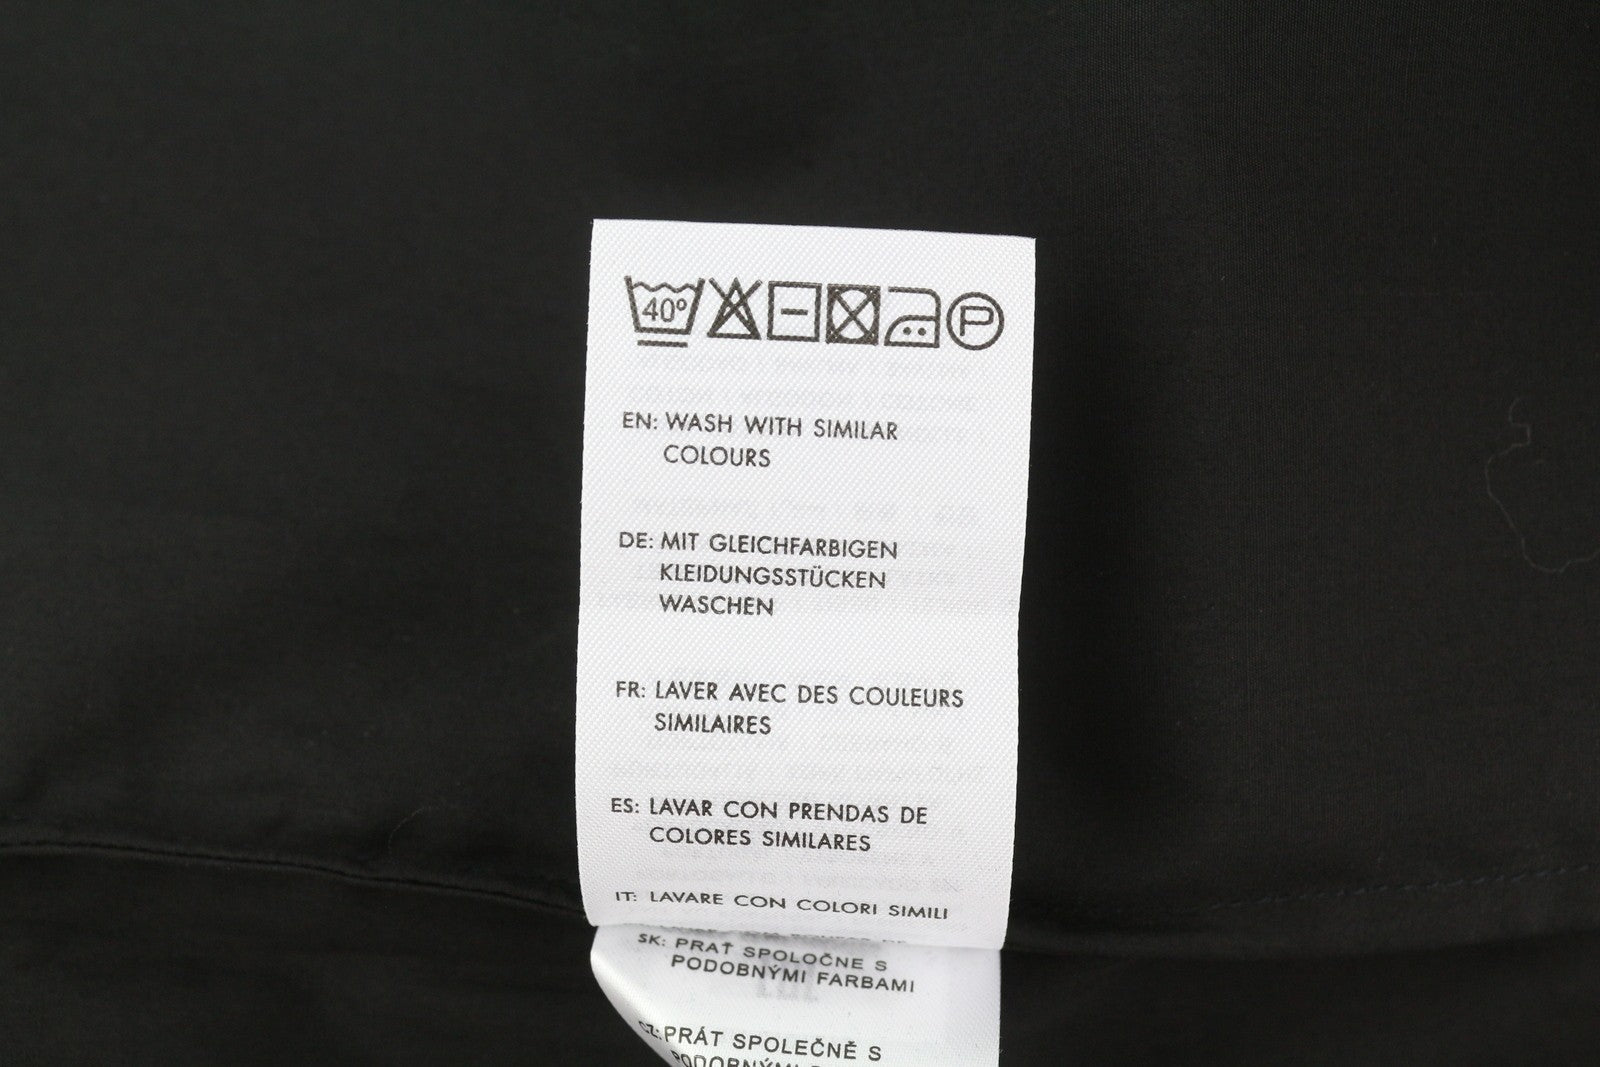 40°
P
EN: WASH WITH SIMILAR
COLOURS
DE: MIT GLEICHFARBIGEN
KLEIDUNGSSTÜCKEN
WASCHEN
FR: LAVER AVEC DES COULEURS
SIMILAIRES
ES: LAVAR CON PRENDAS DE
COLORES SIMILARES
IT: LAVARE CON COLORI SIMILI
SK: PRAŤ SPOLOČNE S
PODOBNÝMI FARBAMI
CZ: PRÁT SPOLEČNĚ S